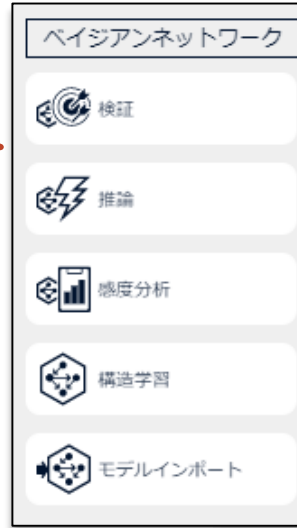 ベイジアンネットワーク
検証
推論
感度分析
構造学習
モデルインポート